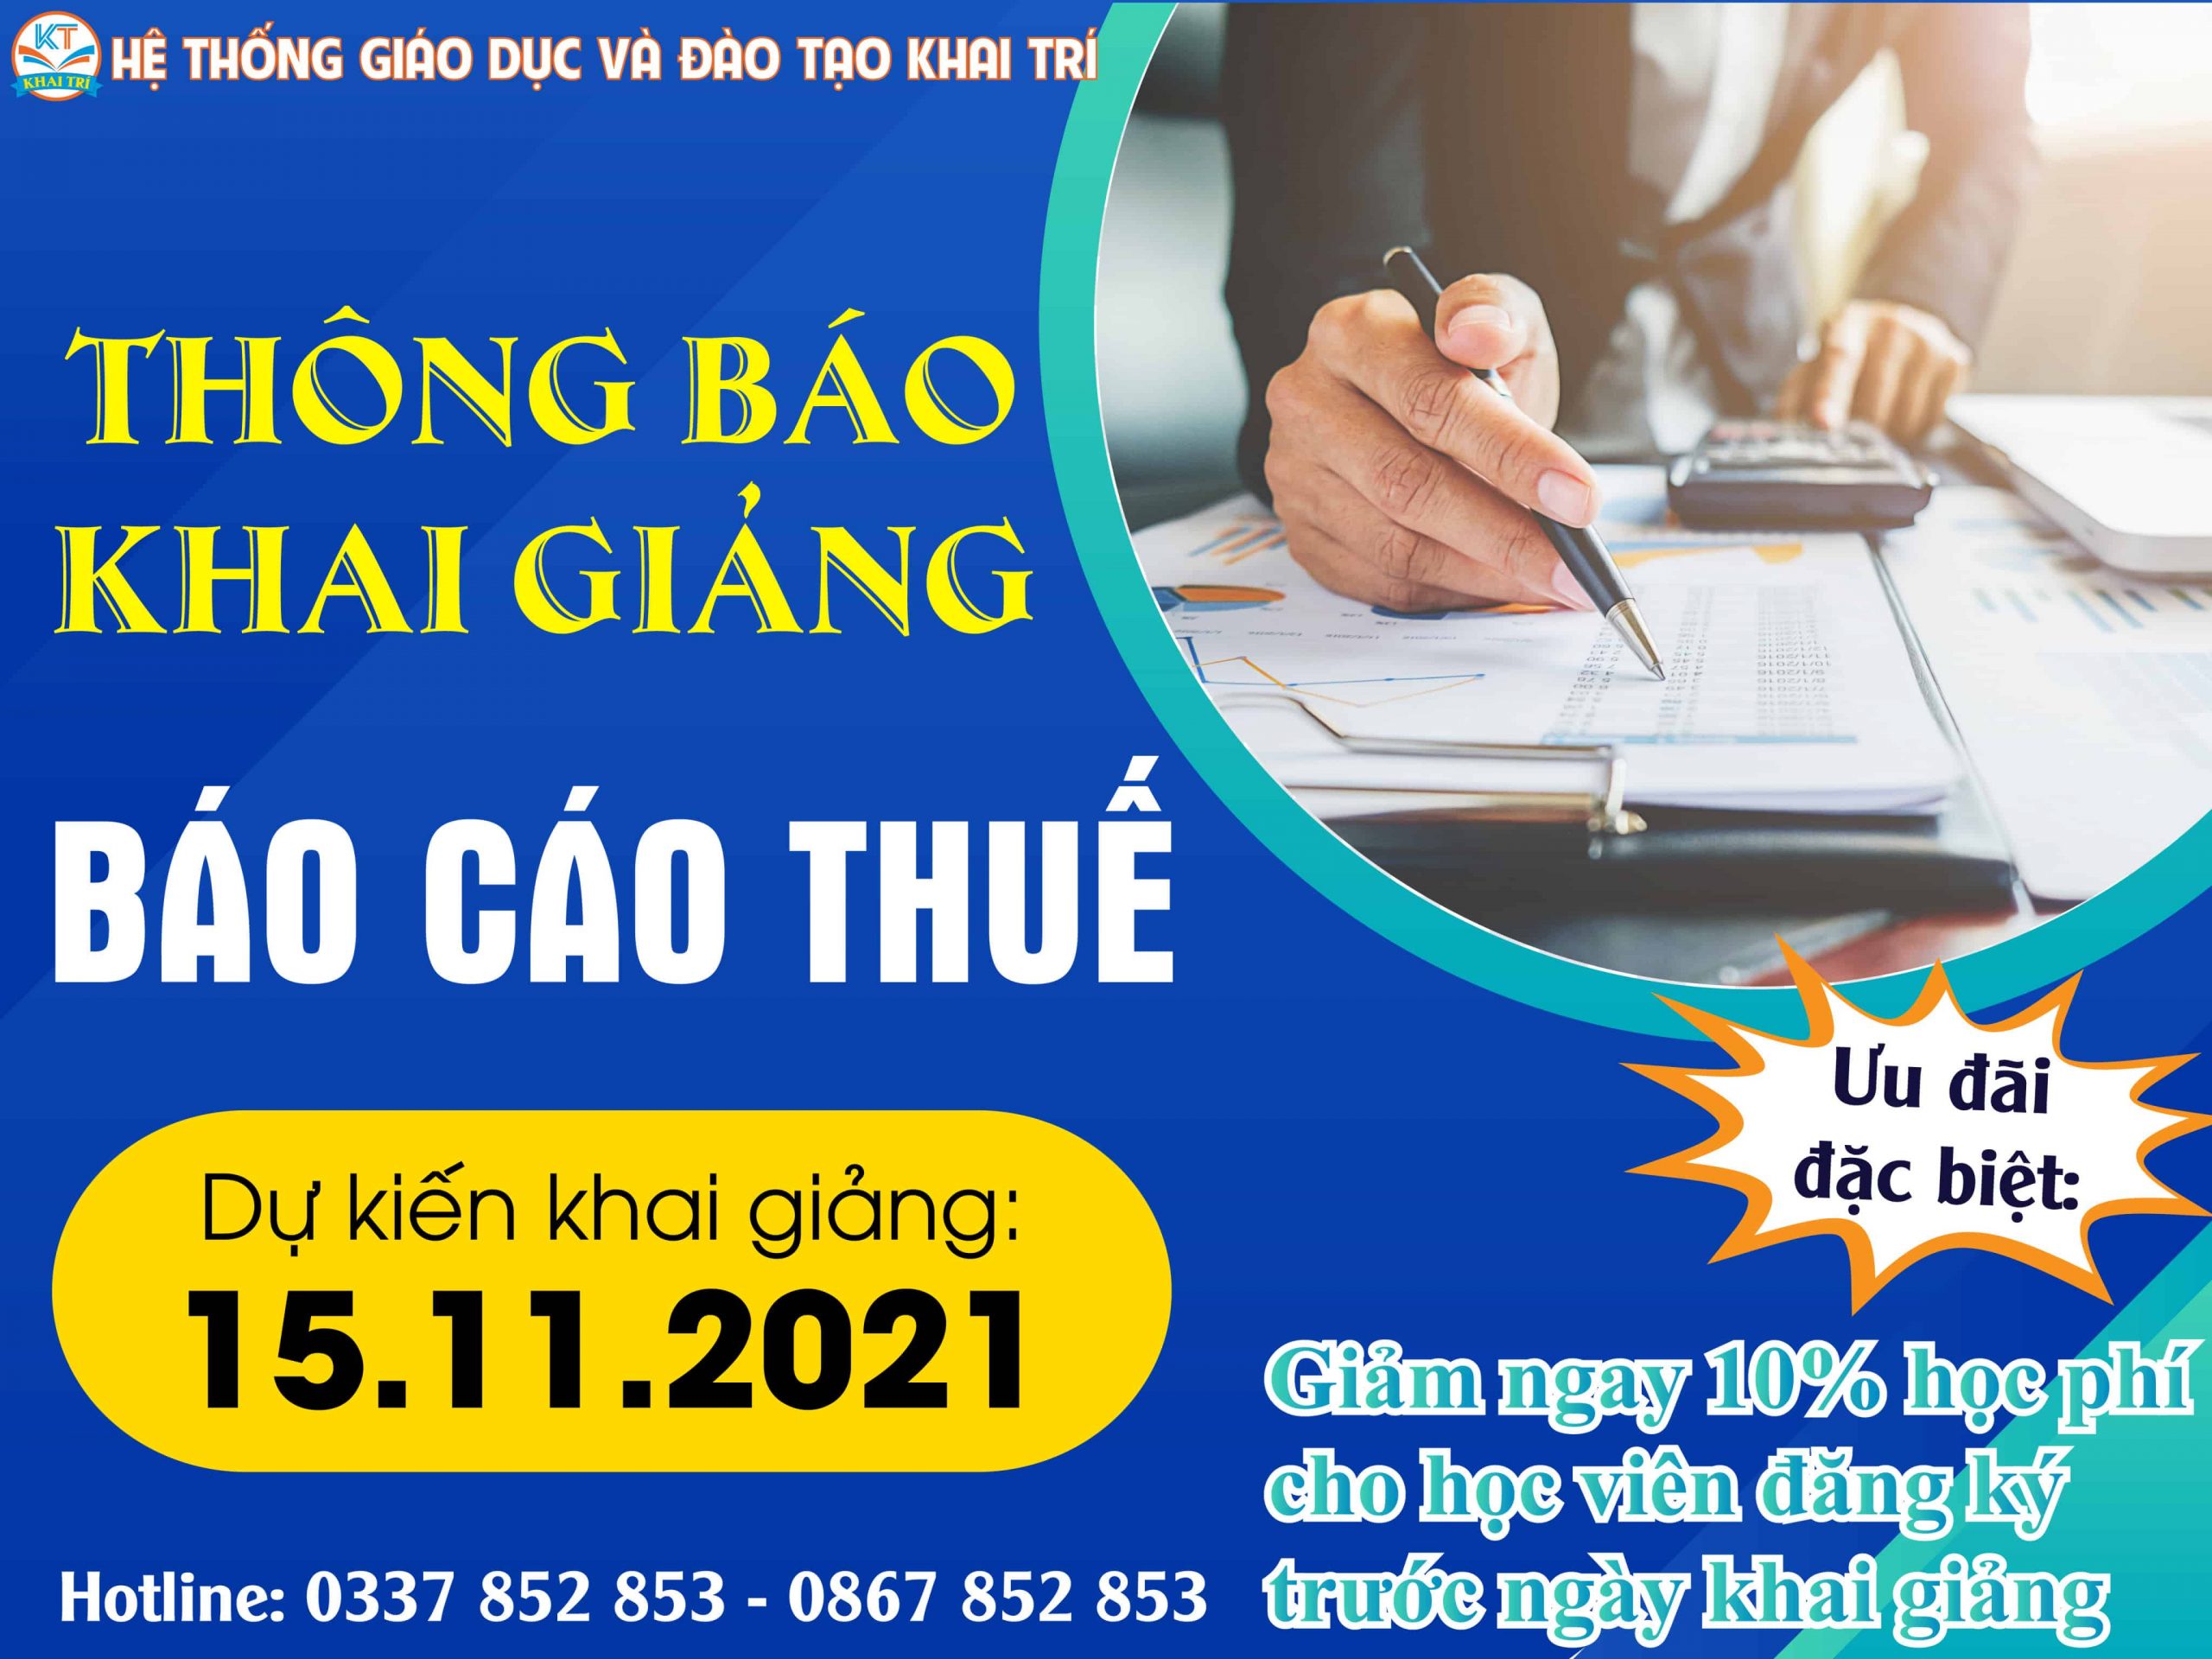 KT
KHAI TRÍ
HỆ THỐNG GIÁO DỤC VÀ ĐÀO TẠO KHAI TRÍ
THÔNG BÁO
KHAI GIẢNG
BÁO CÁO THUẾ
Dự kiến khai giảng:
15.11.2021
Hotline: 0337 852 853 - 0867 852 853
Ưu đãi
đặc biệt:
Giảm ngay 10% học phí
cho học viên đăng ký
trước ngày khai giảng